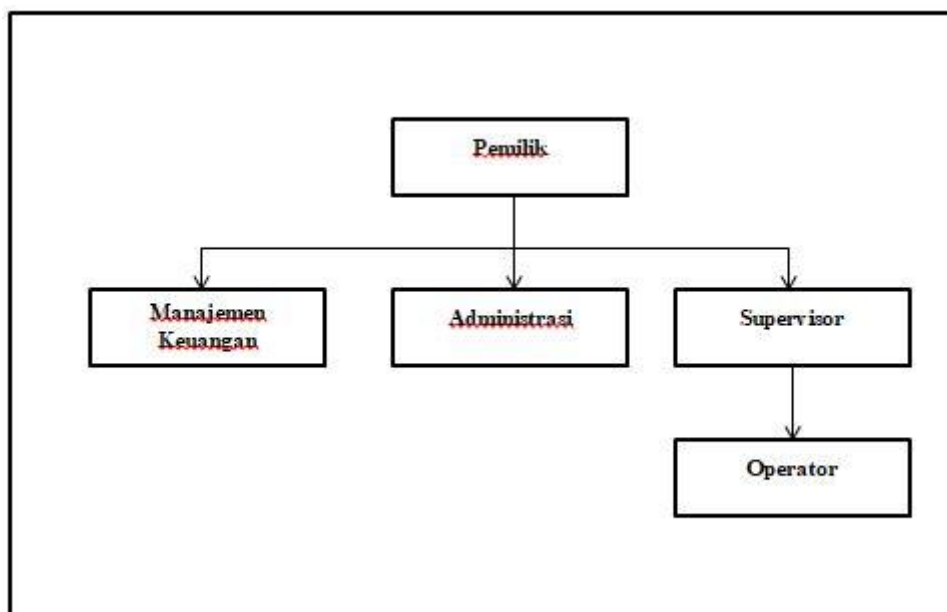 Pemilik
Manajemen
Keuangan
Administrasi
Supervisor
Operator